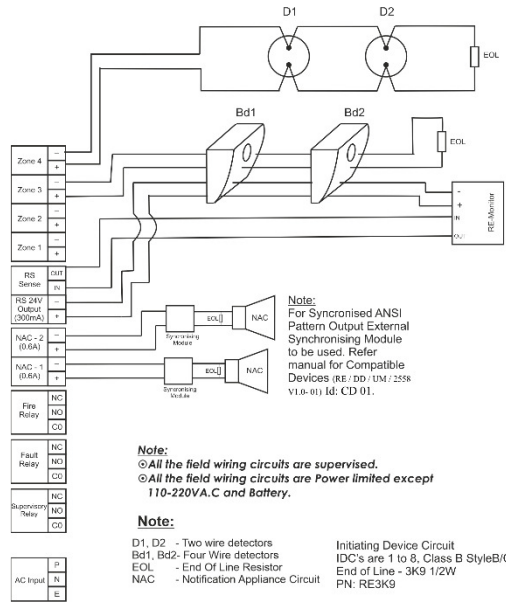 D1 D2
EOL
Bd1 Bd2
EOL
Zone 4 – +
Zone 3 – +
Zone 2 – +
Zone 1 – +
RS Sense OUT IN
RS 24V Output (300mA) – +
NAC - 2 (0.6A) – +
NAC - 1 (0.6A) – +
Fire Relay NC NO C0
Fault Relay NC NO C0
Supervisory Relay NC NO C0
AC Input P N E
- + IN OUT
RE-Monitor
EOL NAC
Syncronising Module
EOL NAC
Syncronising Module
Note:
For Syncronised ANSI
Pattern Output External
Synchronising Module
to be used. Refer
manual for Compatible
Devices (RE / DD / UM / 2558
V1.0- 01) Id: CD 01.
Note:
⊙All the field wiring circuits are supervised.
⊙All the field wiring circuits are Power limited except
110-220VA.C and Battery.
Note:
D1, D2 - Two wire detectors
Bd1, Bd2- Four Wire detectors
EOL - End Of Line Resistor
NAC - Notification Appliance Circuit
Initiating Device Circuit
IDC's are 1 to 8, Class B StyleB/
End of Line - 3K9 1/2W
PN: RE3K9